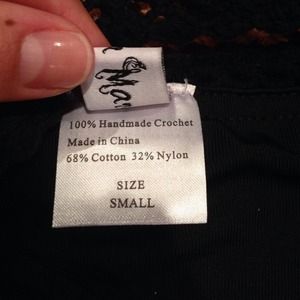 100% Handmade Crochet
Made in China
68% Cotton 32% Nylon
SIZE
SMALL